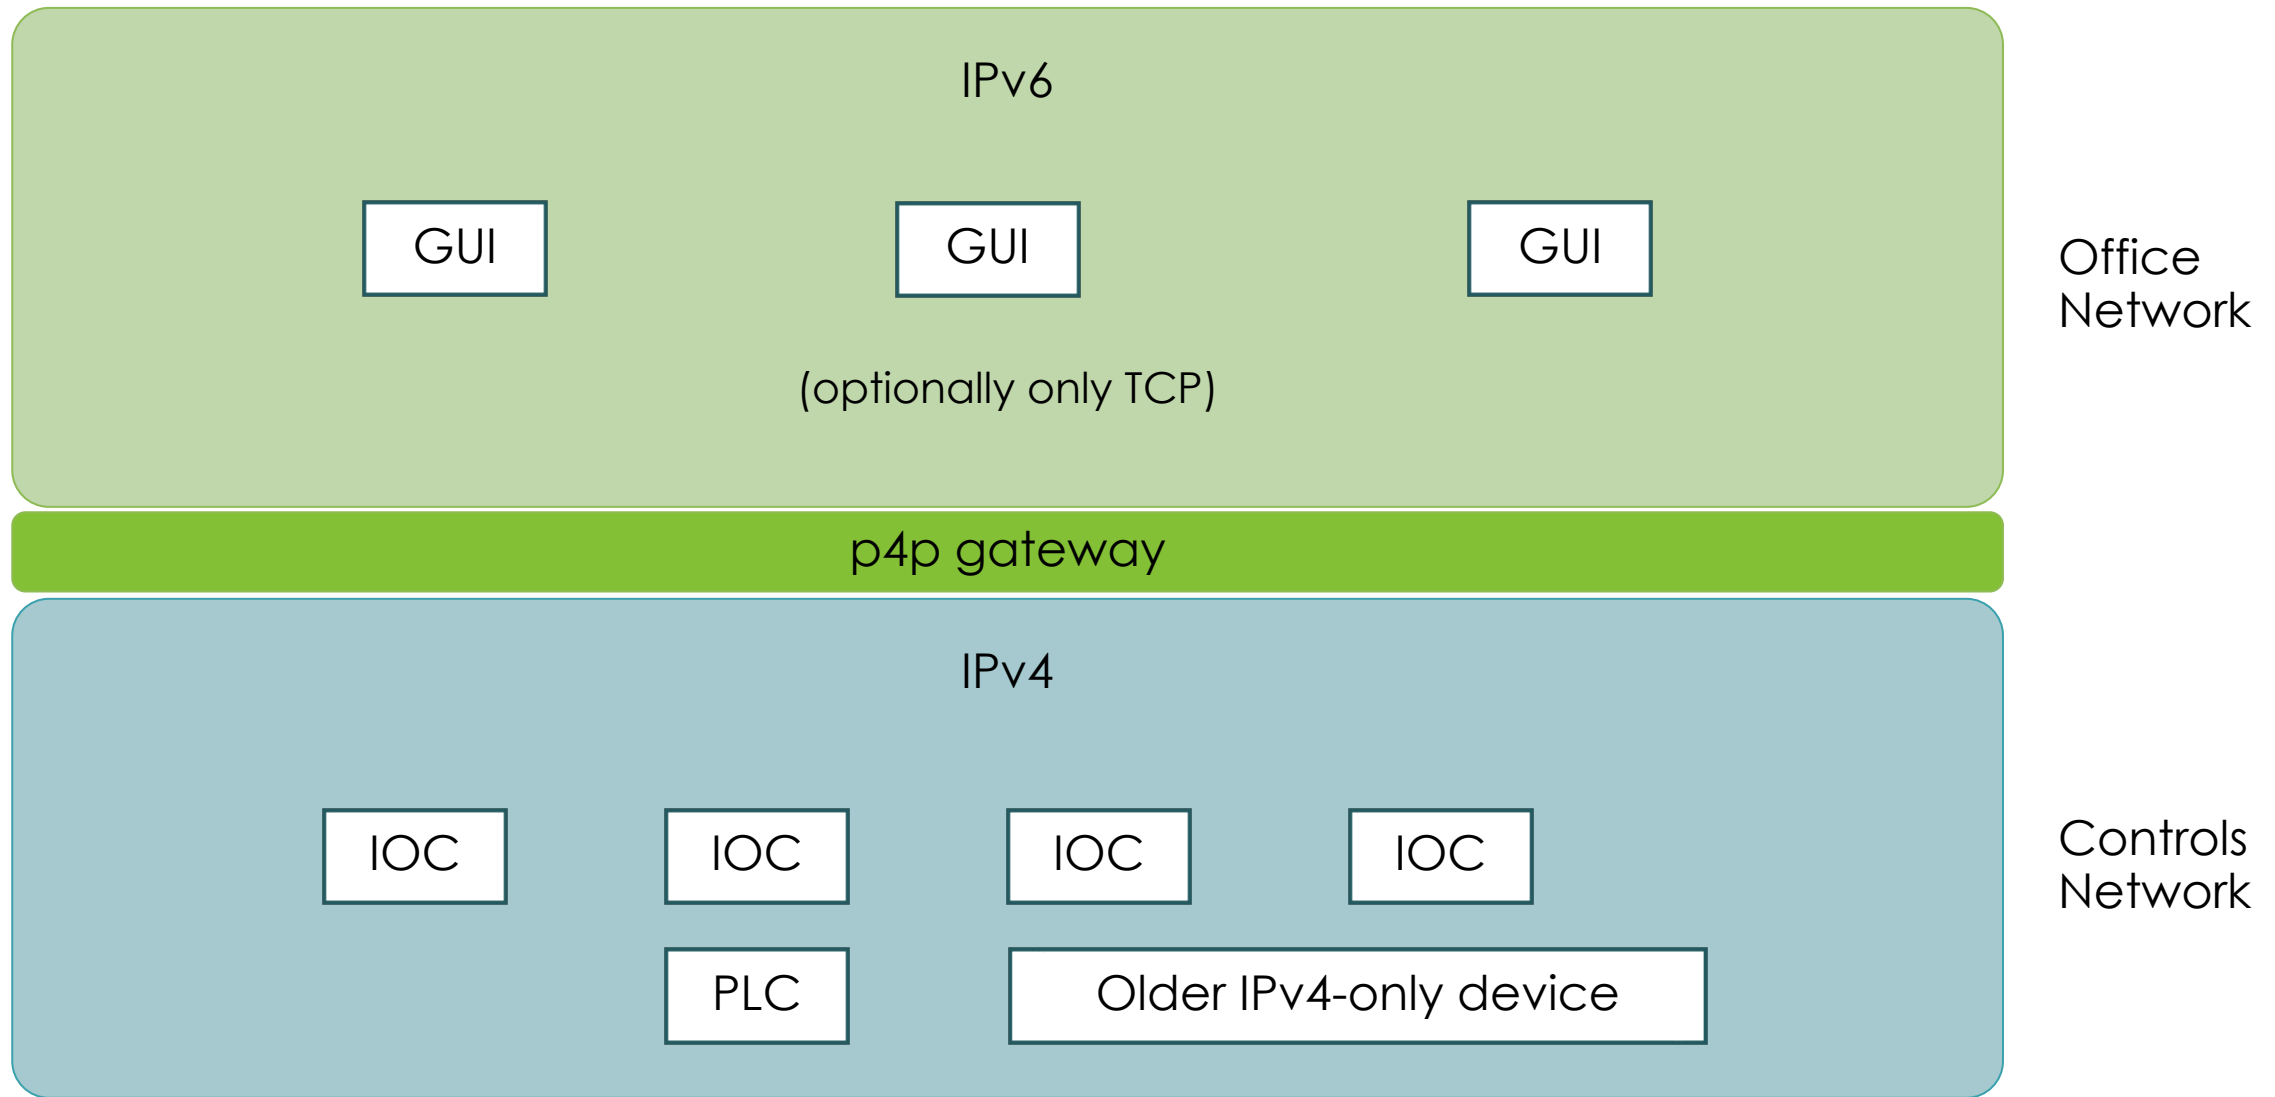 IPv6
GUI
GUI
GUI
Office
Network
(optionally only TCP)
p4p gateway
IPv4
IOC
IOC
IOC
IOC
Controls
Network
PLC
Older IPv4-only device